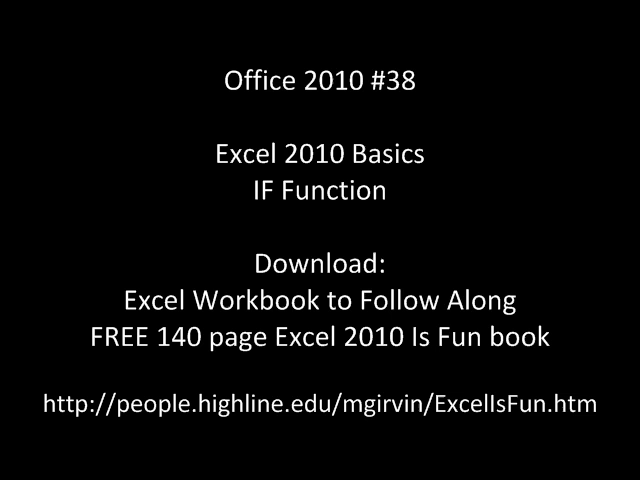 Office 2010 #38
Excel 2010 Basics
IF Function
Download:
Excel Workbook to Follow Along
FREE 140 page Excel 2010 Is Fun book
http://people.highline.edu/mgirvin/ExcelIsFun.htm